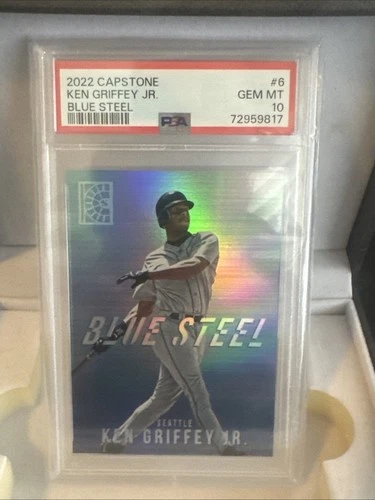 2022 CAPSTONE #6
KEN GRIFFEY JR. GEM MT
BLUE STEEL 10
PSA 72959817
BLUE STEEL
SEATTLE
KEN GRIFFEY JR.